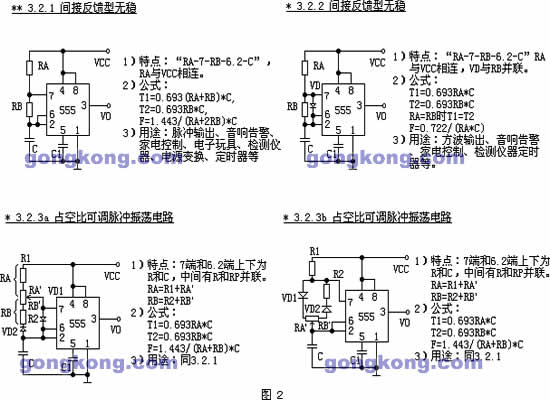 ** 3.2.1 间接反馈型无稳
VCC
RA
RB
7
4
8
555
3
VO
6
2
5
1
C
C1
1)特点：“RA-7-RB-6.2-C”，
RA与VCC相连。
2)公式：
T1=0.693(RA+RB)*C,
T2=0.693RB*C,
F=1.443/(RA+2RB)*C
3)用途：脉冲输出、音响告警、
家电控制、电子玩具、检测仪
器、电源变换、定时器等
gongkong.com
* 3.2.2 间接反馈型无稳
VCC
RA
RB
VD
7
4
8
555
3
VO
6
2
5
1
C
C1
1)特点：“RA-7-RB-6.2-C”RA
与VCC相连，VD与RB并联。
2)公式：
T1=0.693RA*C
T2=0.693RB*C
RA=RB时T1=T2
F=0.722/(RA*C)
3)用途：方波输出、音响告警
、家电控制、检测仪器定时
器等。
gongkong.com
* 3.2.3a 占空比可调脉冲振荡电路
R1
VCC
RA
RA'
VD1
RB
RB'
R2
VD2
7
4
8
555
3
VO
6
2
5
1
C
C1
1)特点：7端和6.2端上下为
R和C，中间有R和RP并联。
RA=R1+RA'
RB=R2+RB'
2)公式：
T1=0.693RA*C
T2=0.693RB*C
F=1.443/(RA+RB)*C
3)用途：同3.2.1
gongkong.com
* 3.2.3b 占空比可调脉冲振荡电路
R1
VCC
VD1
R2
VD2
RA'
RB'
7
4
8
555
3
VO
6
2
5
1
C
C1
1)特点：7端和6.2端上下为
R和C，中间有R和RP并联。
RA=R1+RA'
RB=R2+RB'
2)公式：
T1=0.693RA*C
T2=0.693RB*C
F=1.443/(RA+RB)*C
3)用途：同3.2.1
gongkong.com
图 2